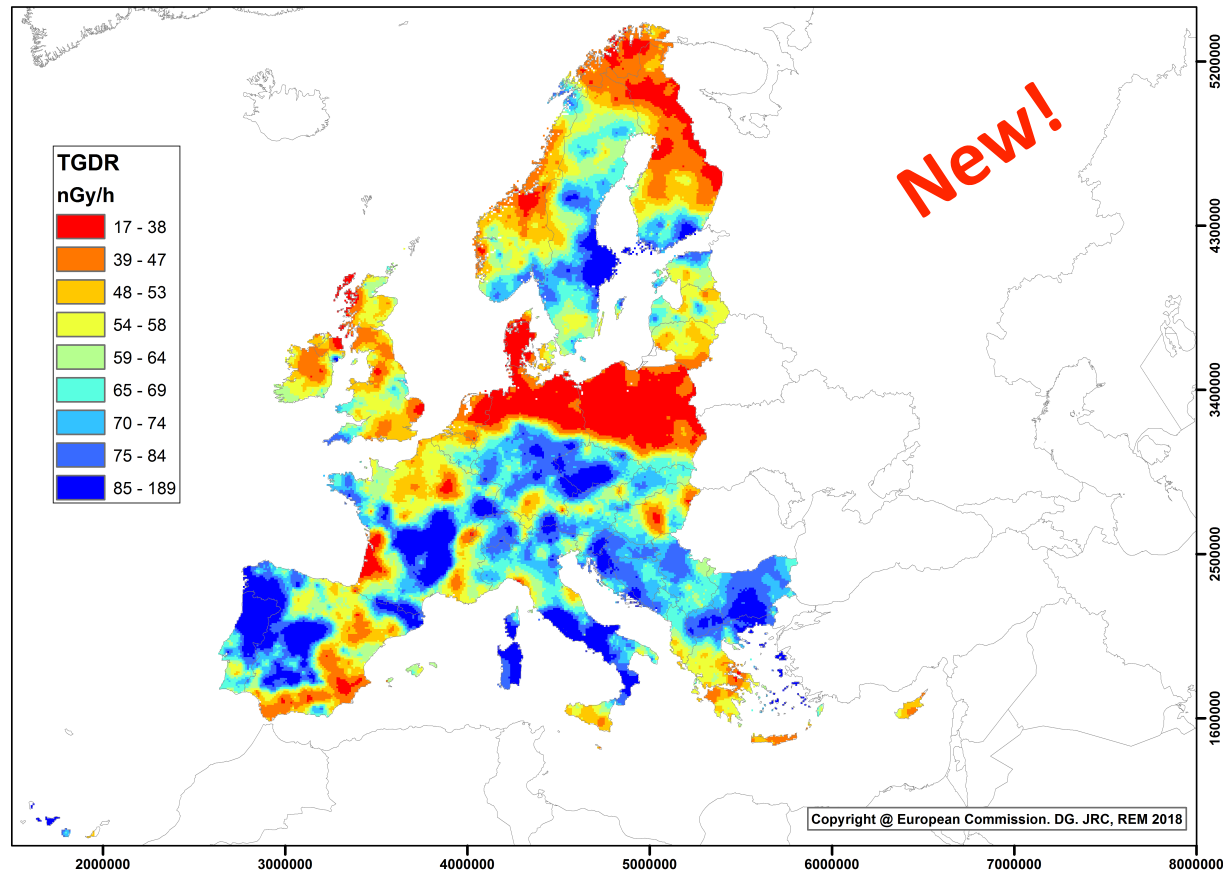 New!
TGDR
nGy/h
17 - 38
39 - 47
48 - 53
54 - 58
59 - 64
65 - 69
70 - 74
75 - 84
85 - 189
5200000
4300000
3400000
2500000
1600000
Copyright @ European Commission. DG. JRC, REM 2018
2000000 3000000 4000000 5000000 6000000 7000000 8000000